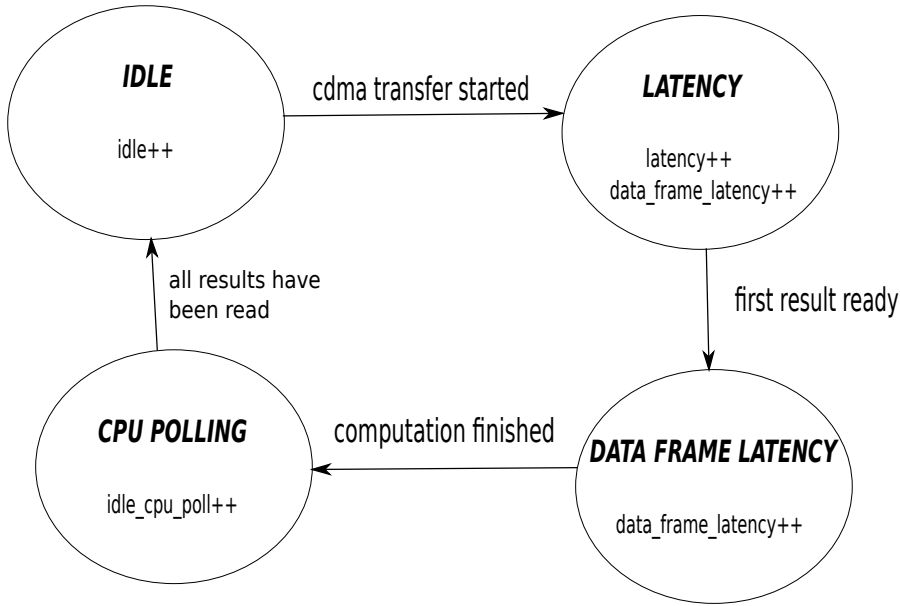 IDLE
idle++
cdma transfer started
LATENCY
latency++
data_frame_latency++
first result ready
DATA FRAME LATENCY
data_frame_latency++
computation finished
CPU POLLING
idle_cpu_poll++
all results have
been read